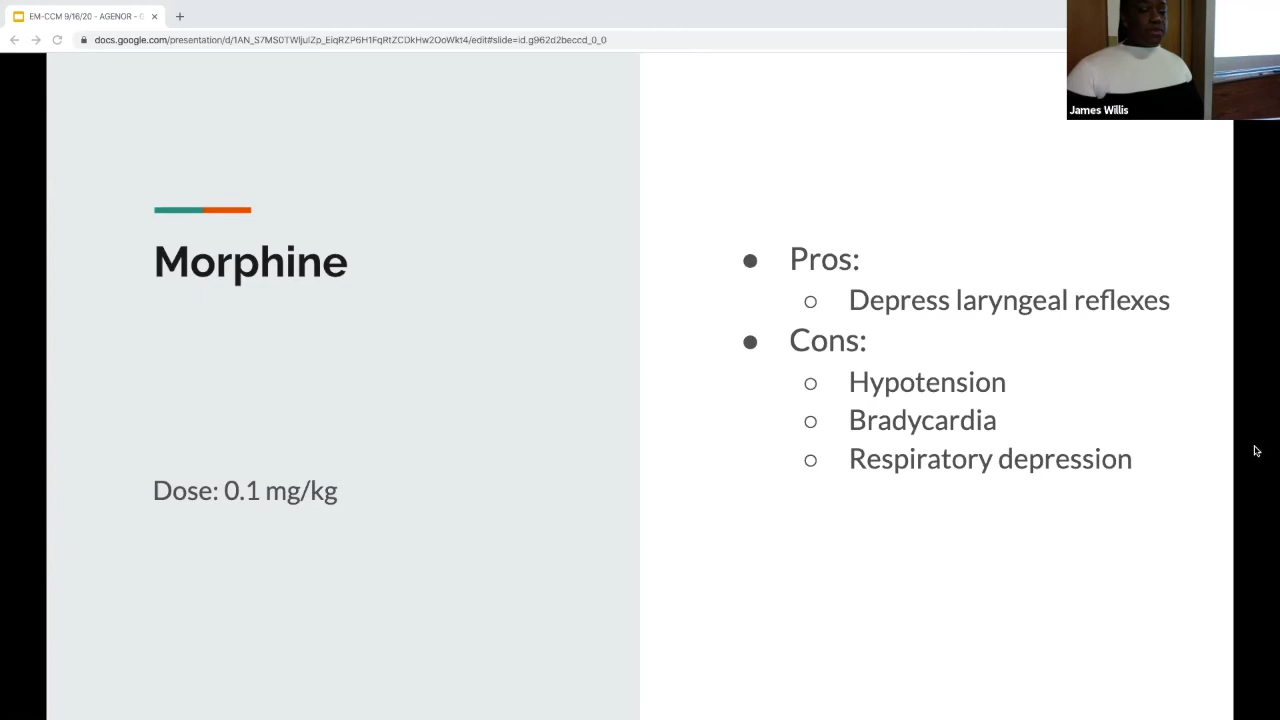 EM-CCM 9/16/20 - AGENOR - G
docs.google.com/presentation/d/1AN_S7MS0TWljulZp_EiqRZP6H1FqRtZCDkHw2OoWkt4/edit#slide=id.g962d2beccd_0_0
James Willis
Morphine
Dose: 0.1 mg/kg
Pros:
Depress laryngeal reflexes
Cons:
Hypotension
Bradycardia
Respiratory depression